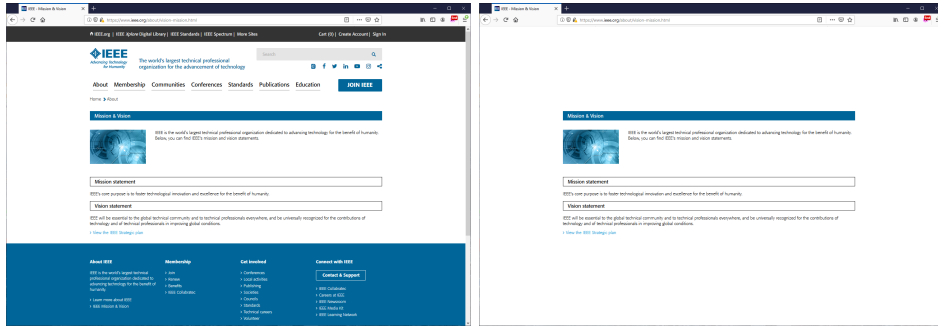 IEEE - Mission & Vision
https://www.ieee.org/about/vision-mission.html
IEEE.org | IEEE Xplore Digital Library | IEEE Standards | IEEE Spectrum | More Sites
Cart (0) | Create Account | Sign In
IEEE
Advancing Technology
for Humanity
The world's largest technical professional
organization for the advancement of technology
Search
About Membership Communities Conferences Standards Publications Education JOIN IEEE
Home > About
Mission & Vision
IEEE is the world's largest technical professional organization dedicated to advancing technology for the benefit of humanity.
Below, you can find IEEE's mission and vision statements.
Mission statement
IEEE's core purpose is to foster technological innovation and excellence for the benefit of humanity.
Vision statement
IEEE will be essential to the global technical community and to technical professionals everywhere, and be universally recognized for the contributions of
technology and of technical professionals in improving global conditions.
> View the IEEE Strategic plan
About IEEE
IEEE is the world's largest technical
professional organization dedicated to
advancing technology for the benefit of
humanity
> Learn more about IEEE
> IEEE Mission & Vision
Membership
> Join
> Renew
> Benefits
> IEEE Collabratec
Get Involved
> Conferences
> Local activities
> Publishing
> Societies
> Councils
> Standards
> Technical careers
> Volunteer
Connect with IEEE
Contact & Support
> IEEE Collabratec
> Careers at IEEE
> IEEE Newsroom
> IEEE Media Kit
> IEEE Learning Network
IEEE - Mission & Vision
https://www.ieee.org/about/vision-mission.html
Mission & Vision
IEEE is the world's largest technical professional organization dedicated to advancing technology for the benefit of humanity.
Below, you can find IEEE's mission and vision statements.
Mission statement
IEEE's core purpose is to foster technological innovation and excellence for the benefit of humanity.
Vision statement
IEEE will be essential to the global technical community and to technical professionals everywhere, and be universally recognized for the contributions of
technology and of technical professionals in improving global conditions.
> View the IEEE Strategic plan